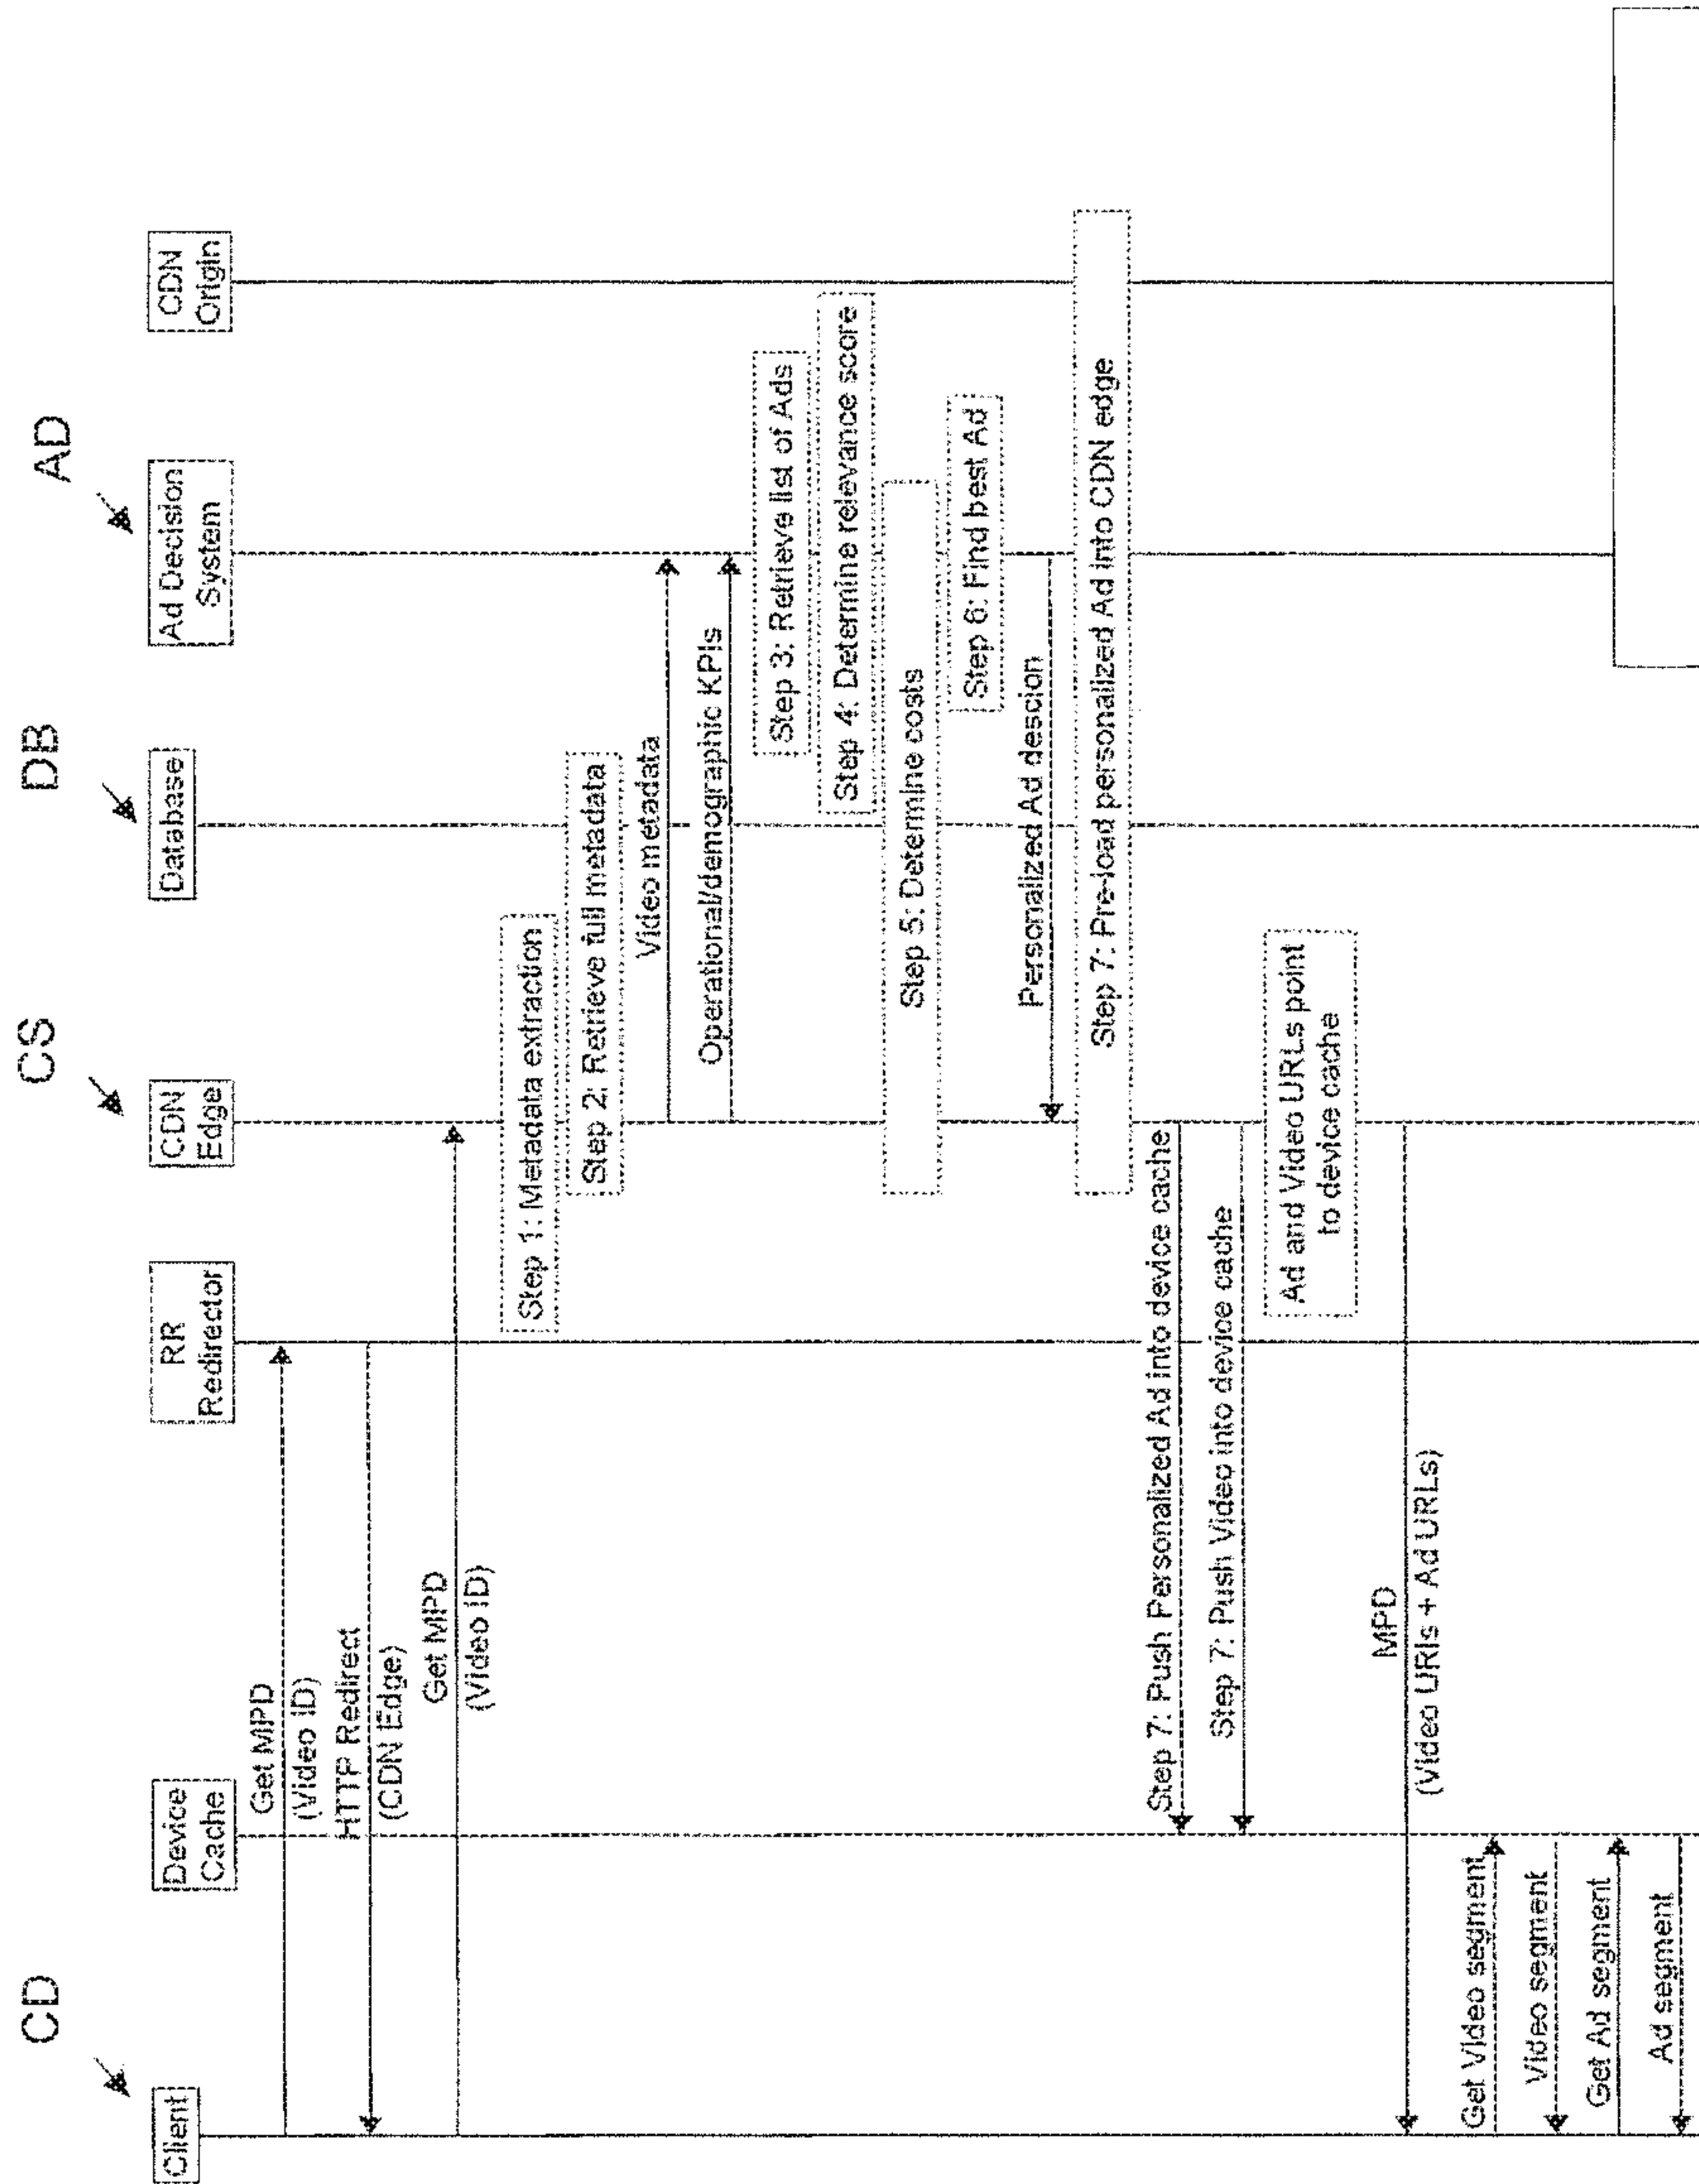 CD
CS
DB
AD
Client
Device
Cache
RR
Redirector
CDN
Edge
Database
Ad Decision
System
CDN
Origin
Get MPD
(Video ID)
HTTP Redirect
(CDN Edge)
Get MPD
(Video ID)
Step 1: Metadata extraction
Step 2: Retrieve full metadata
Video metadata
Operational/demographic KPIs
Step 3: Retrieve list of Ads
Step 4: Determine relevance score
Step 5: Determine costs
Step 6: Find best Ad
Personalized Ad descion
Step 7: Pre-load personalized Ad into CDN edge
Step 7: Push Personalized Ad into device cache
Step 7: Push Video into device cache
Ad and Video URLs point
to device cache
MPD
(Video URIs + Ad URLs)
Get Video segment
Video segment
Get Ad segment
Ad segment